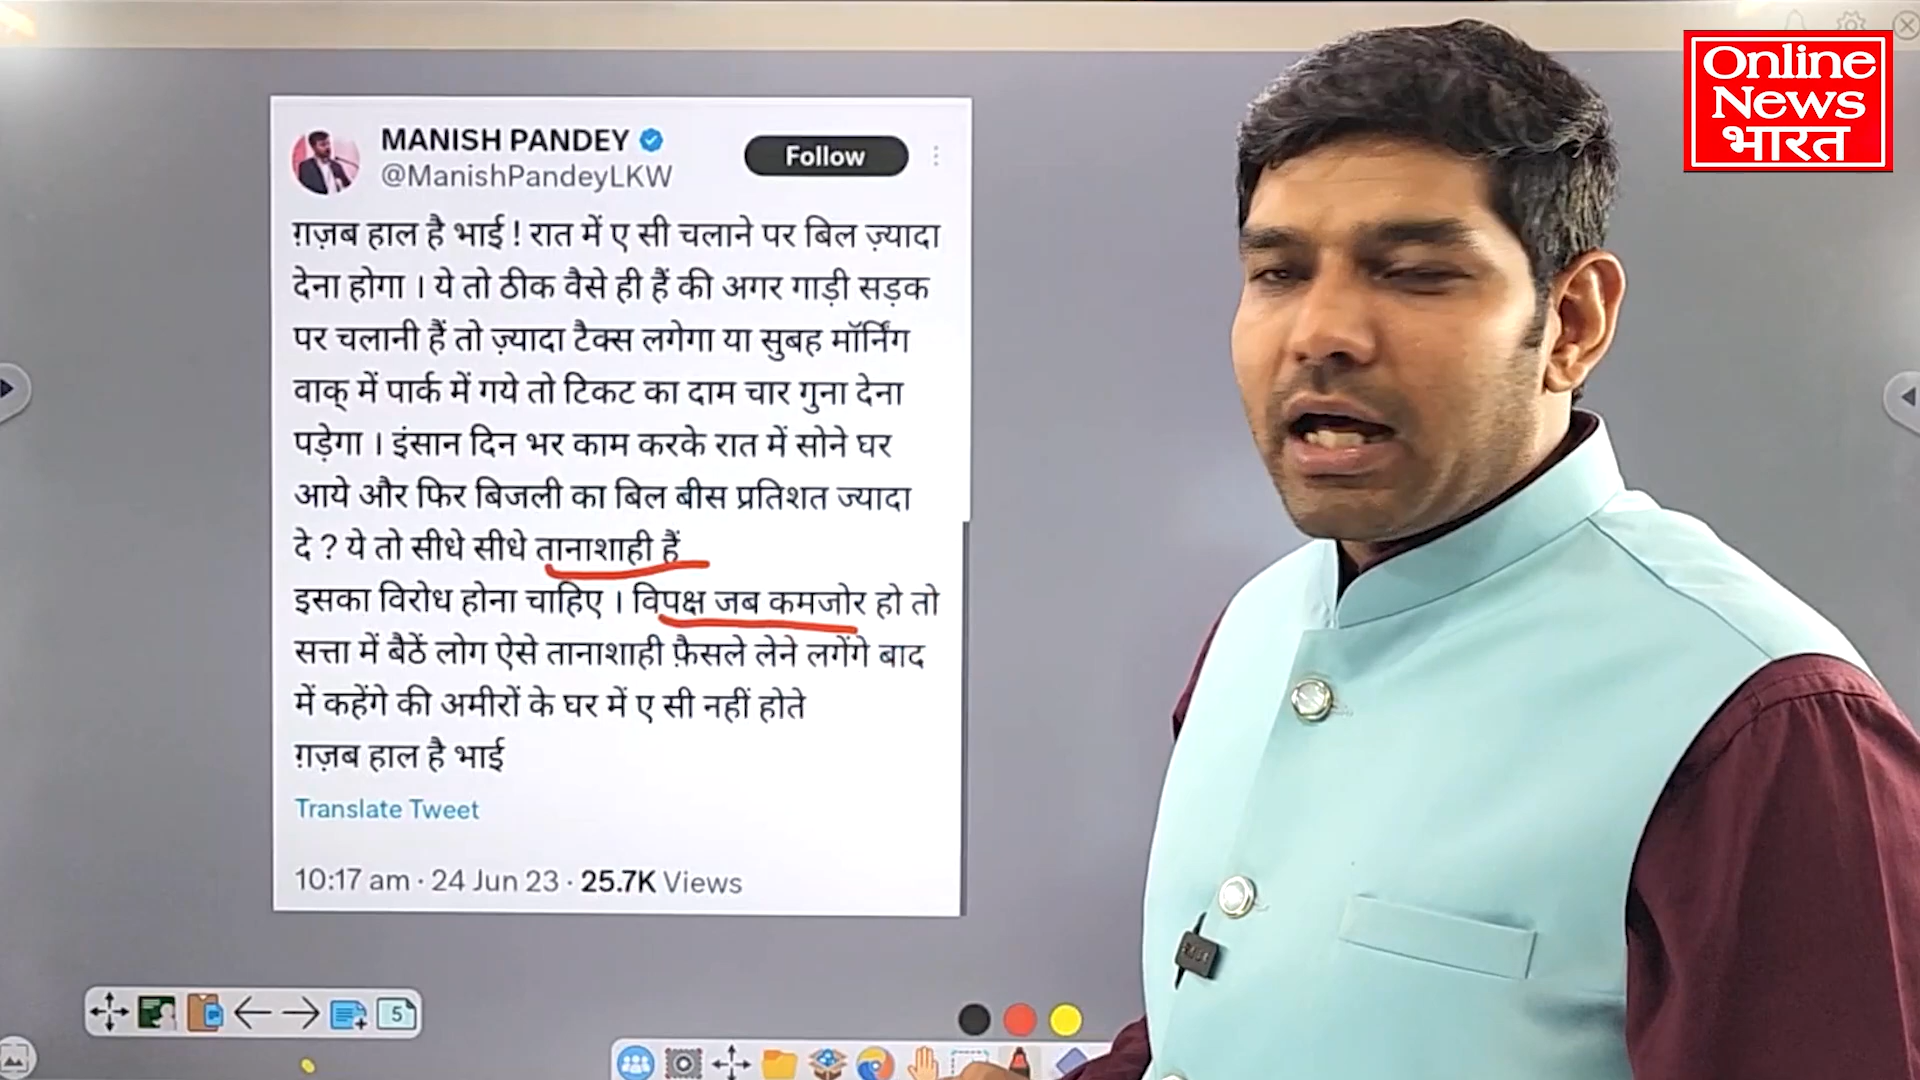 Online
News
भारत
MANISH PANDEY
@ManishPandeyLKW
Follow
ग़ज़ब हाल है भाई ! रात में ए सी चलाने पर बिल ज़्यादा
देना होगा । ये तो ठीक वैसे ही हैं की अगर गाड़ी सड़क
पर चलानी हैं तो ज़्यादा टैक्स लगेगा या सुबह मॉर्निंग
वाक् में पार्क में गये तो टिकट का दाम चार गुना देना
पड़ेगा । इंसान दिन भर काम करके रात में सोने घर
आये और फिर बिजली का बिल बीस प्रतिशत ज्यादा
दे ? ये तो सीधे सीधे तानाशाही हैं
इसका विरोध होना चाहिए । विपक्ष जब कमजोर हो तो
सत्ता में बैठें लोग ऐसे तानाशाही फ़ैसले लेने लगेंगे बाद
में कहेंगे की अमीरों के घर में ए सी नहीं होते
ग़ज़ब हाल है भाई
Translate Tweet
10:17 am · 24 Jun 23 · 25.7K Views
5